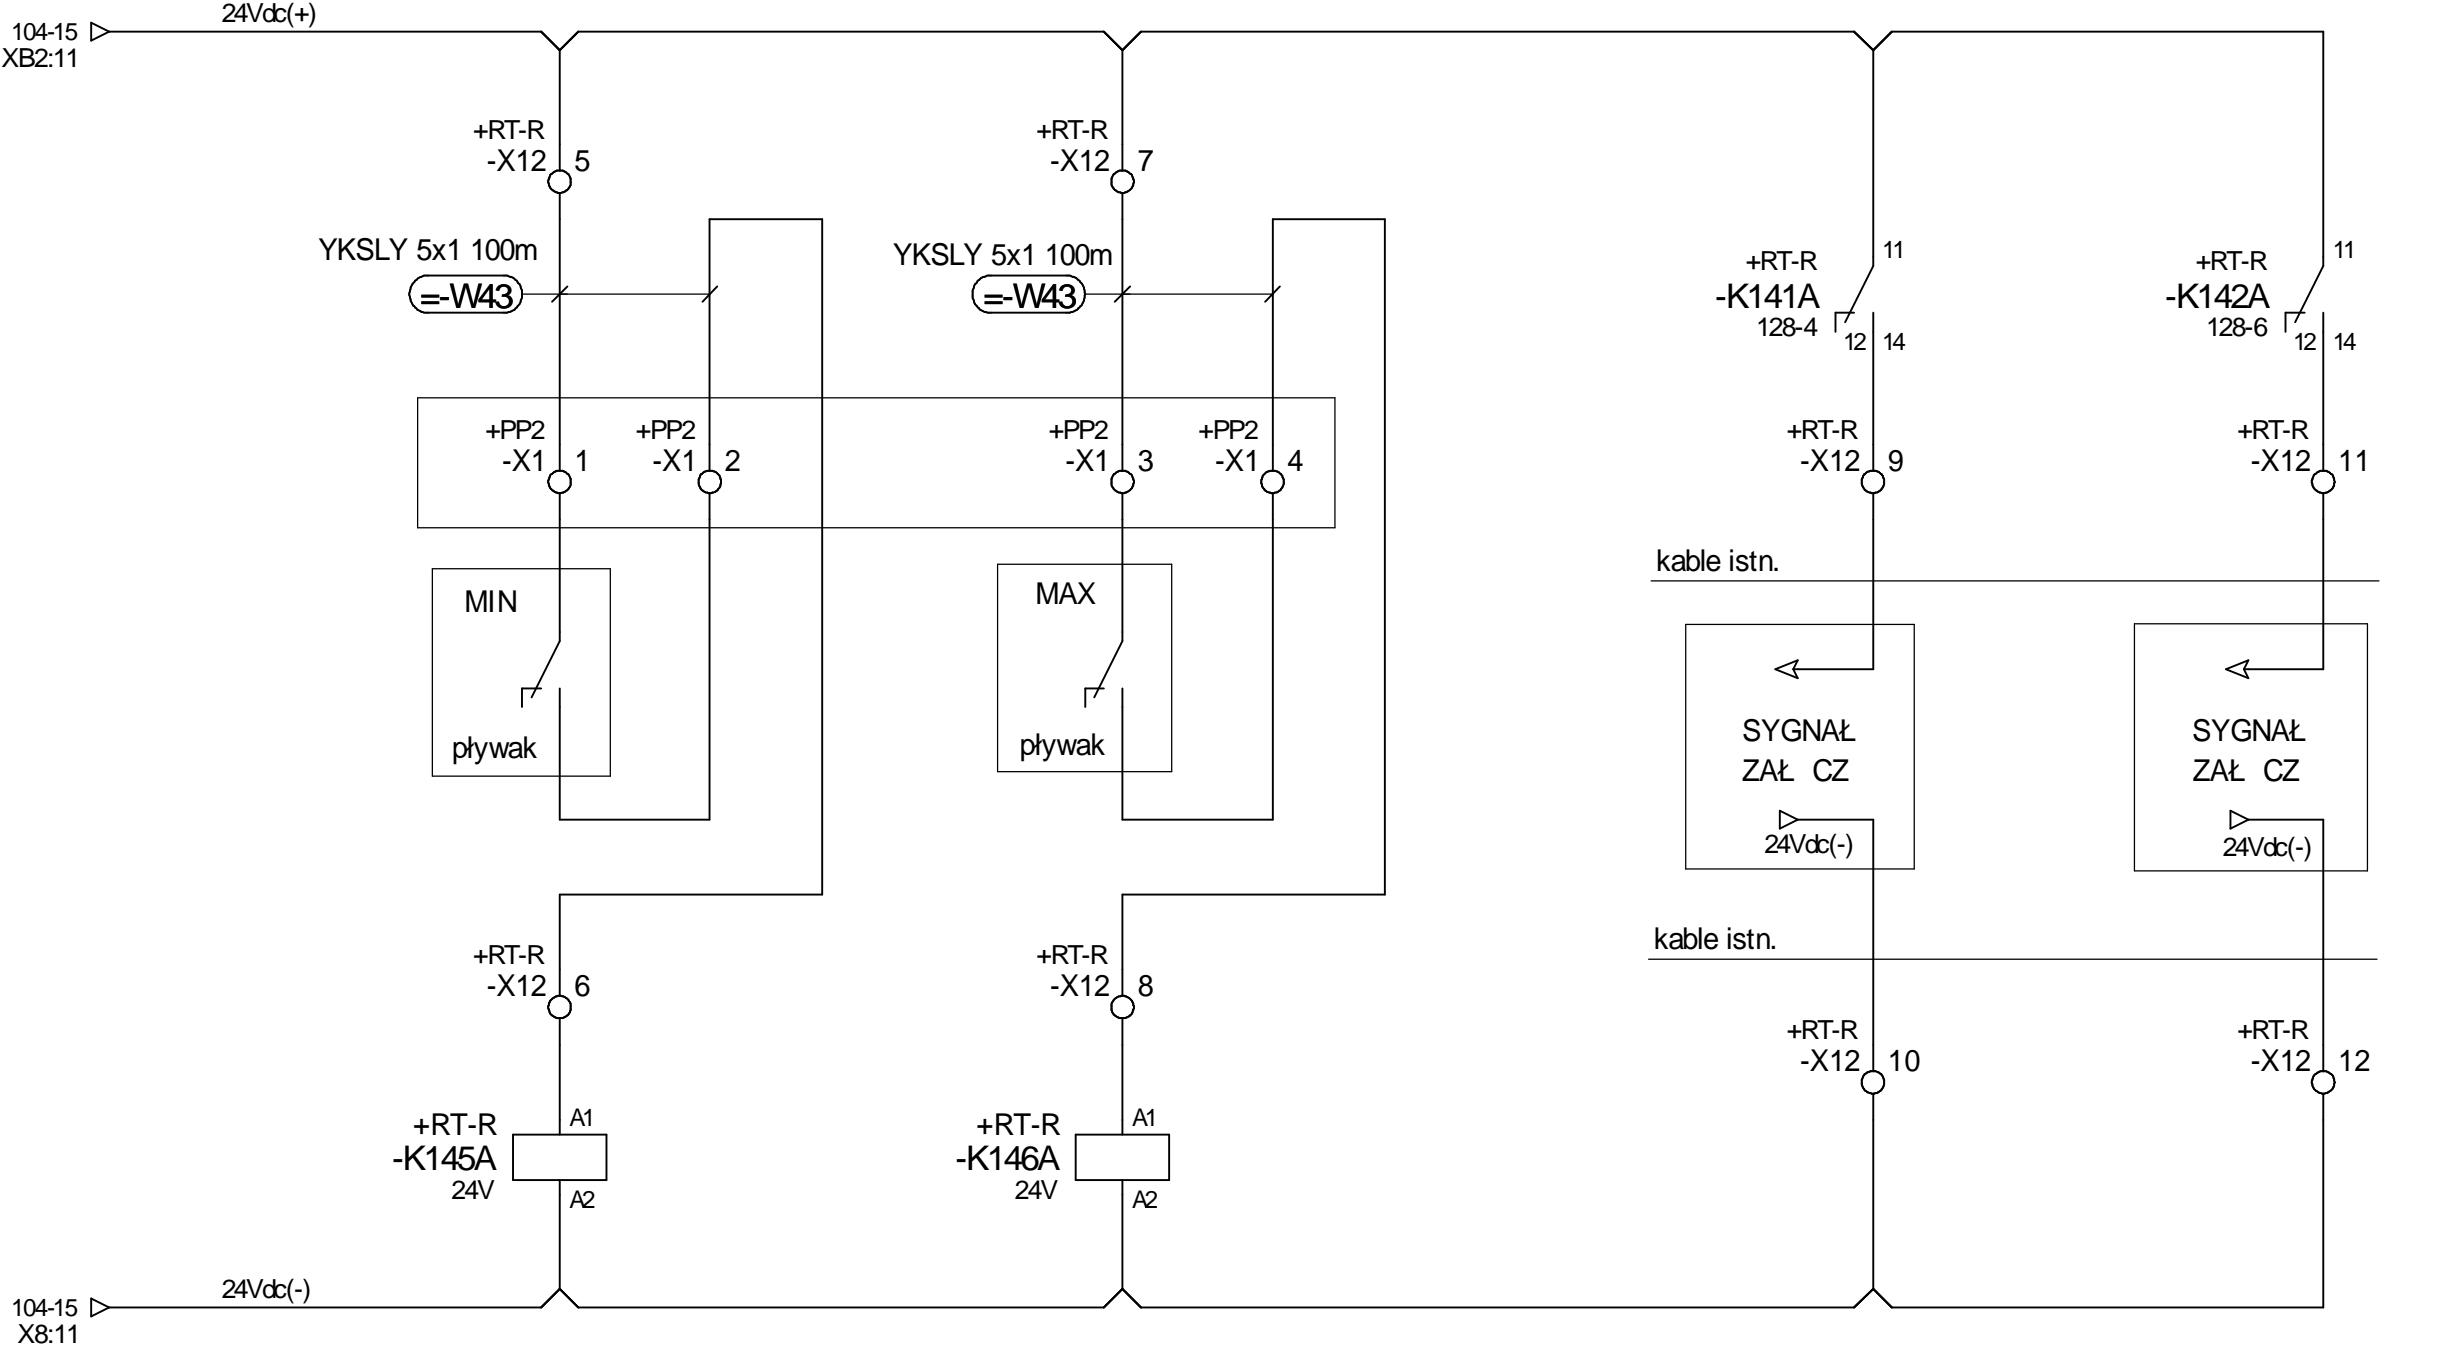 24Vdc(+)
104-15
XB2:11
+RT-R
-X12 5
+RT-R
-X12 7
YKSLY 5x1 100m
=-W43
YKSLY 5x1 100m
=-W43
11
+RT-R
-K141A
128-4
12 14
11
+RT-R
-K142A
128-6
12 14
+PP2
-X1 1
+PP2
-X1 2
+PP2
-X1 3
+PP2
-X1 4
+RT-R
-X12 9
+RT-R
-X12 11
kable istn.
MIN
pływak
MAX
pływak
SYGNAŁ
ZAŁ CZ
24Vdc(-)
SYGNAŁ
ZAŁ CZ
24Vdc(-)
kable istn.
+RT-R
-X12 6
+RT-R
-X12 8
+RT-R
-X12 10
+RT-R
-X12 12
A1
+RT-R
-K145A
24V
A2
A1
+RT-R
-K146A
24V
A2
24Vdc(-)
104-15
X8:11